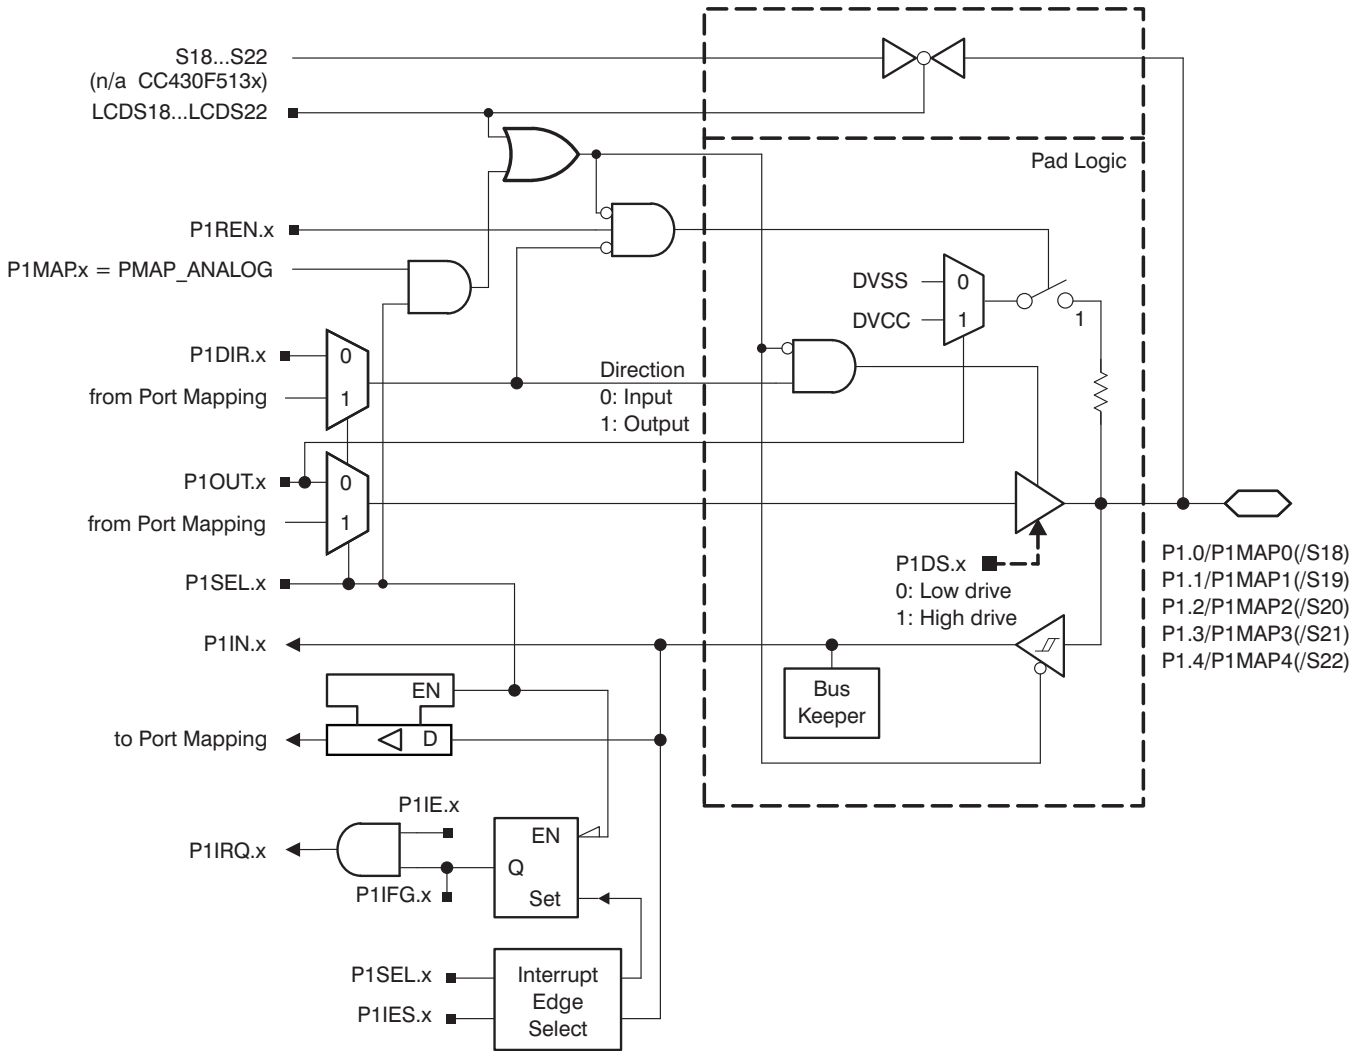 S18...S22
(n/a CC430F513x)
LCDS18...LCDS22
Pad Logic
P1REN.x
P1MAP.x = PMAP_ANALOG
DVSS
0
DVCC
1
1
P1DIR.x
0
from Port Mapping
1
Direction
0: Input
1: Output
P1OUT.x
0
from Port Mapping
1
P1DS.x
0: Low drive
1: High drive
P1.0/P1MAP0(/S18)
P1.1/P1MAP1(/S19)
P1.2/P1MAP2(/S20)
P1.3/P1MAP3(/S21)
P1.4/P1MAP4(/S22)
P1SEL.x
P1IN.x
Bus
Keeper
EN
to Port Mapping
D
P1IE.x
P1IRQ.x
EN
Q
P1IFG.x
Set
P1SEL.x
P1IES.x
Interrupt
Edge
Select